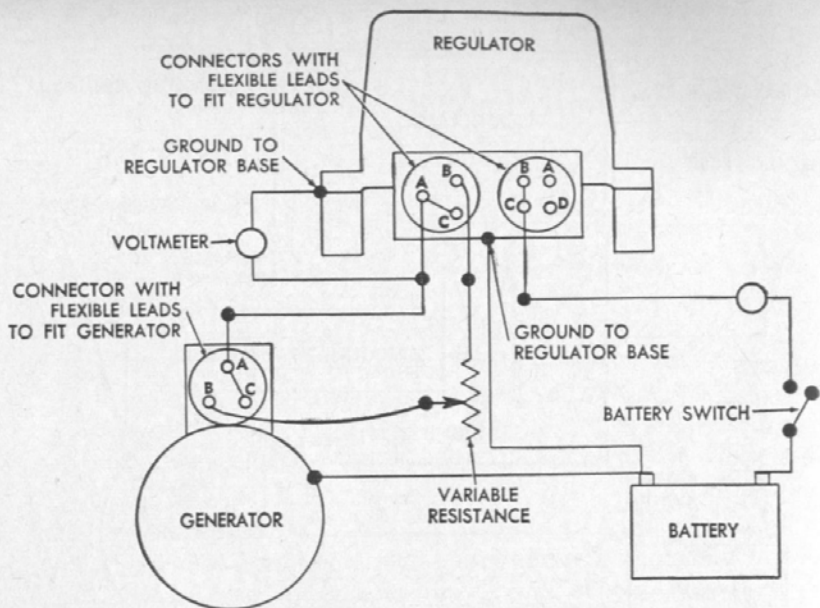 REGULATOR
CONNECTORS WITH
FLEXIBLE LEADS
TO FIT REGULATOR
GROUND TO
REGULATOR BASE
A
B
C
B
A
C
D
VOLTMETER
CONNECTOR WITH
FLEXIBLE LEADS
TO FIT GENERATOR
A
B
C
GROUND TO
REGULATOR BASE
BATTERY SWITCH
VARIABLE
RESISTANCE
GENERATOR
BATTERY